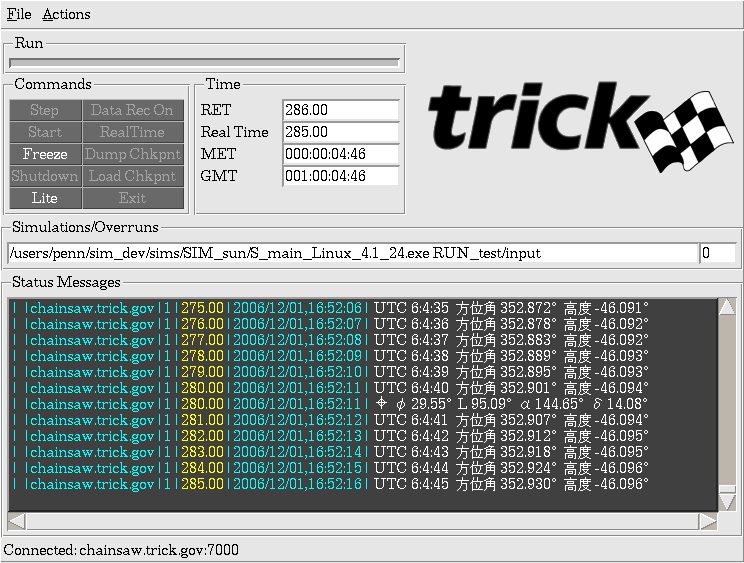 File Actions
Run
Commands
Step Data Rec On
Start RealTime
Freeze Dump Chkpnt
Shutdown Load Chkpnt
Lite Exit
Time
RET 286.00
Real Time 285.00
MET 000:00:04:46
GMT 001:00:04:46
trick
Simulations/Overruns
/users/penn/sim_dev/sims/SIM_sun/S_main_Linux_4.1_24.exe RUN_test/input 0
Status Messages
| |chainsaw.trick.gov|1|275.00|2006/12/01,16:52:06| UTC 6:4:35 方位角 352.872° 高度 -46.091°
| |chainsaw.trick.gov|1|276.00|2006/12/01,16:52:07| UTC 6:4:36 方位角 352.878° 高度 -46.092°
| |chainsaw.trick.gov|1|277.00|2006/12/01,16:52:08| UTC 6:4:37 方位角 352.883° 高度 -46.092°
| |chainsaw.trick.gov|1|278.00|2006/12/01,16:52:09| UTC 6:4:38 方位角 352.889° 高度 -46.093°
| |chainsaw.trick.gov|1|279.00|2006/12/01,16:52:10| UTC 6:4:39 方位角 352.895° 高度 -46.093°
| |chainsaw.trick.gov|1|280.00|2006/12/01,16:52:11| UTC 6:4:40 方位角 352.901° 高度 -46.094°
| |chainsaw.trick.gov|1|280.00|2006/12/01,16:52:11| ⌖ ϕ 29.55° L 95.09° α 144.65° δ 14.08°
| |chainsaw.trick.gov|1|281.00|2006/12/01,16:52:12| UTC 6:4:41 方位角 352.907° 高度 -46.094°
| |chainsaw.trick.gov|1|282.00|2006/12/01,16:52:13| UTC 6:4:42 方位角 352.912° 高度 -46.095°
| |chainsaw.trick.gov|1|283.00|2006/12/01,16:52:14| UTC 6:4:43 方位角 352.918° 高度 -46.095°
| |chainsaw.trick.gov|1|284.00|2006/12/01,16:52:15| UTC 6:4:44 方位角 352.924° 高度 -46.096°
| |chainsaw.trick.gov|1|285.00|2006/12/01,16:52:16| UTC 6:4:45 方位角 352.930° 高度 -46.096°
Connected: chainsaw.trick.gov:7000